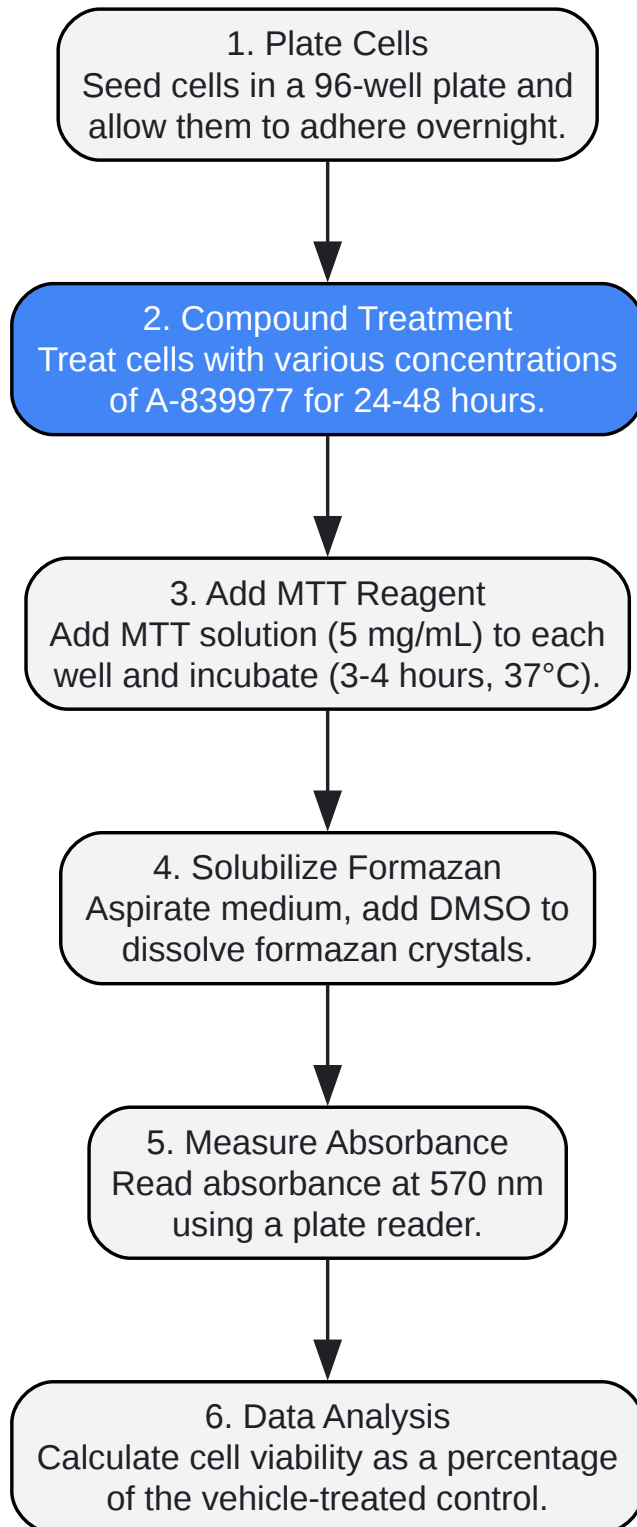 1. Plate Cells
Seed cells in a 96-well plate and
allow them to adhere overnight.
2. Compound Treatment
Treat cells with various concentrations
of A-839977 for 24-48 hours.
3. Add MTT Reagent
Add MTT solution (5 mg/mL) to each
well and incubate (3-4 hours, 37°C).
4. Solubilize Formazan
Aspirate medium, add DMSO to
dissolve formazan crystals.
5. Measure Absorbance
Read absorbance at 570 nm
using a plate reader.
6. Data Analysis
Calculate cell viability as a percentage
of the vehicle-treated control.